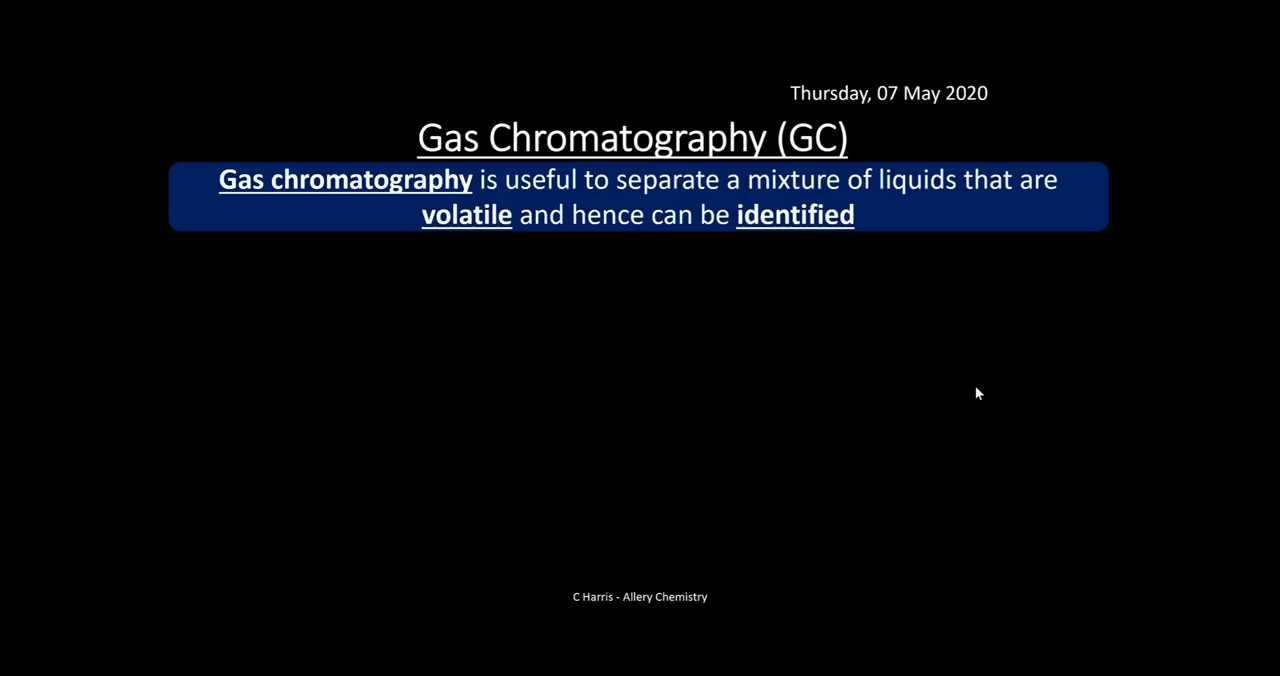 Thursday, 07 May 2020
Gas Chromatography (GC)
Gas chromatography is useful to separate a mixture of liquids that are
volatile and hence can be identified
C Harris - Allery Chemistry